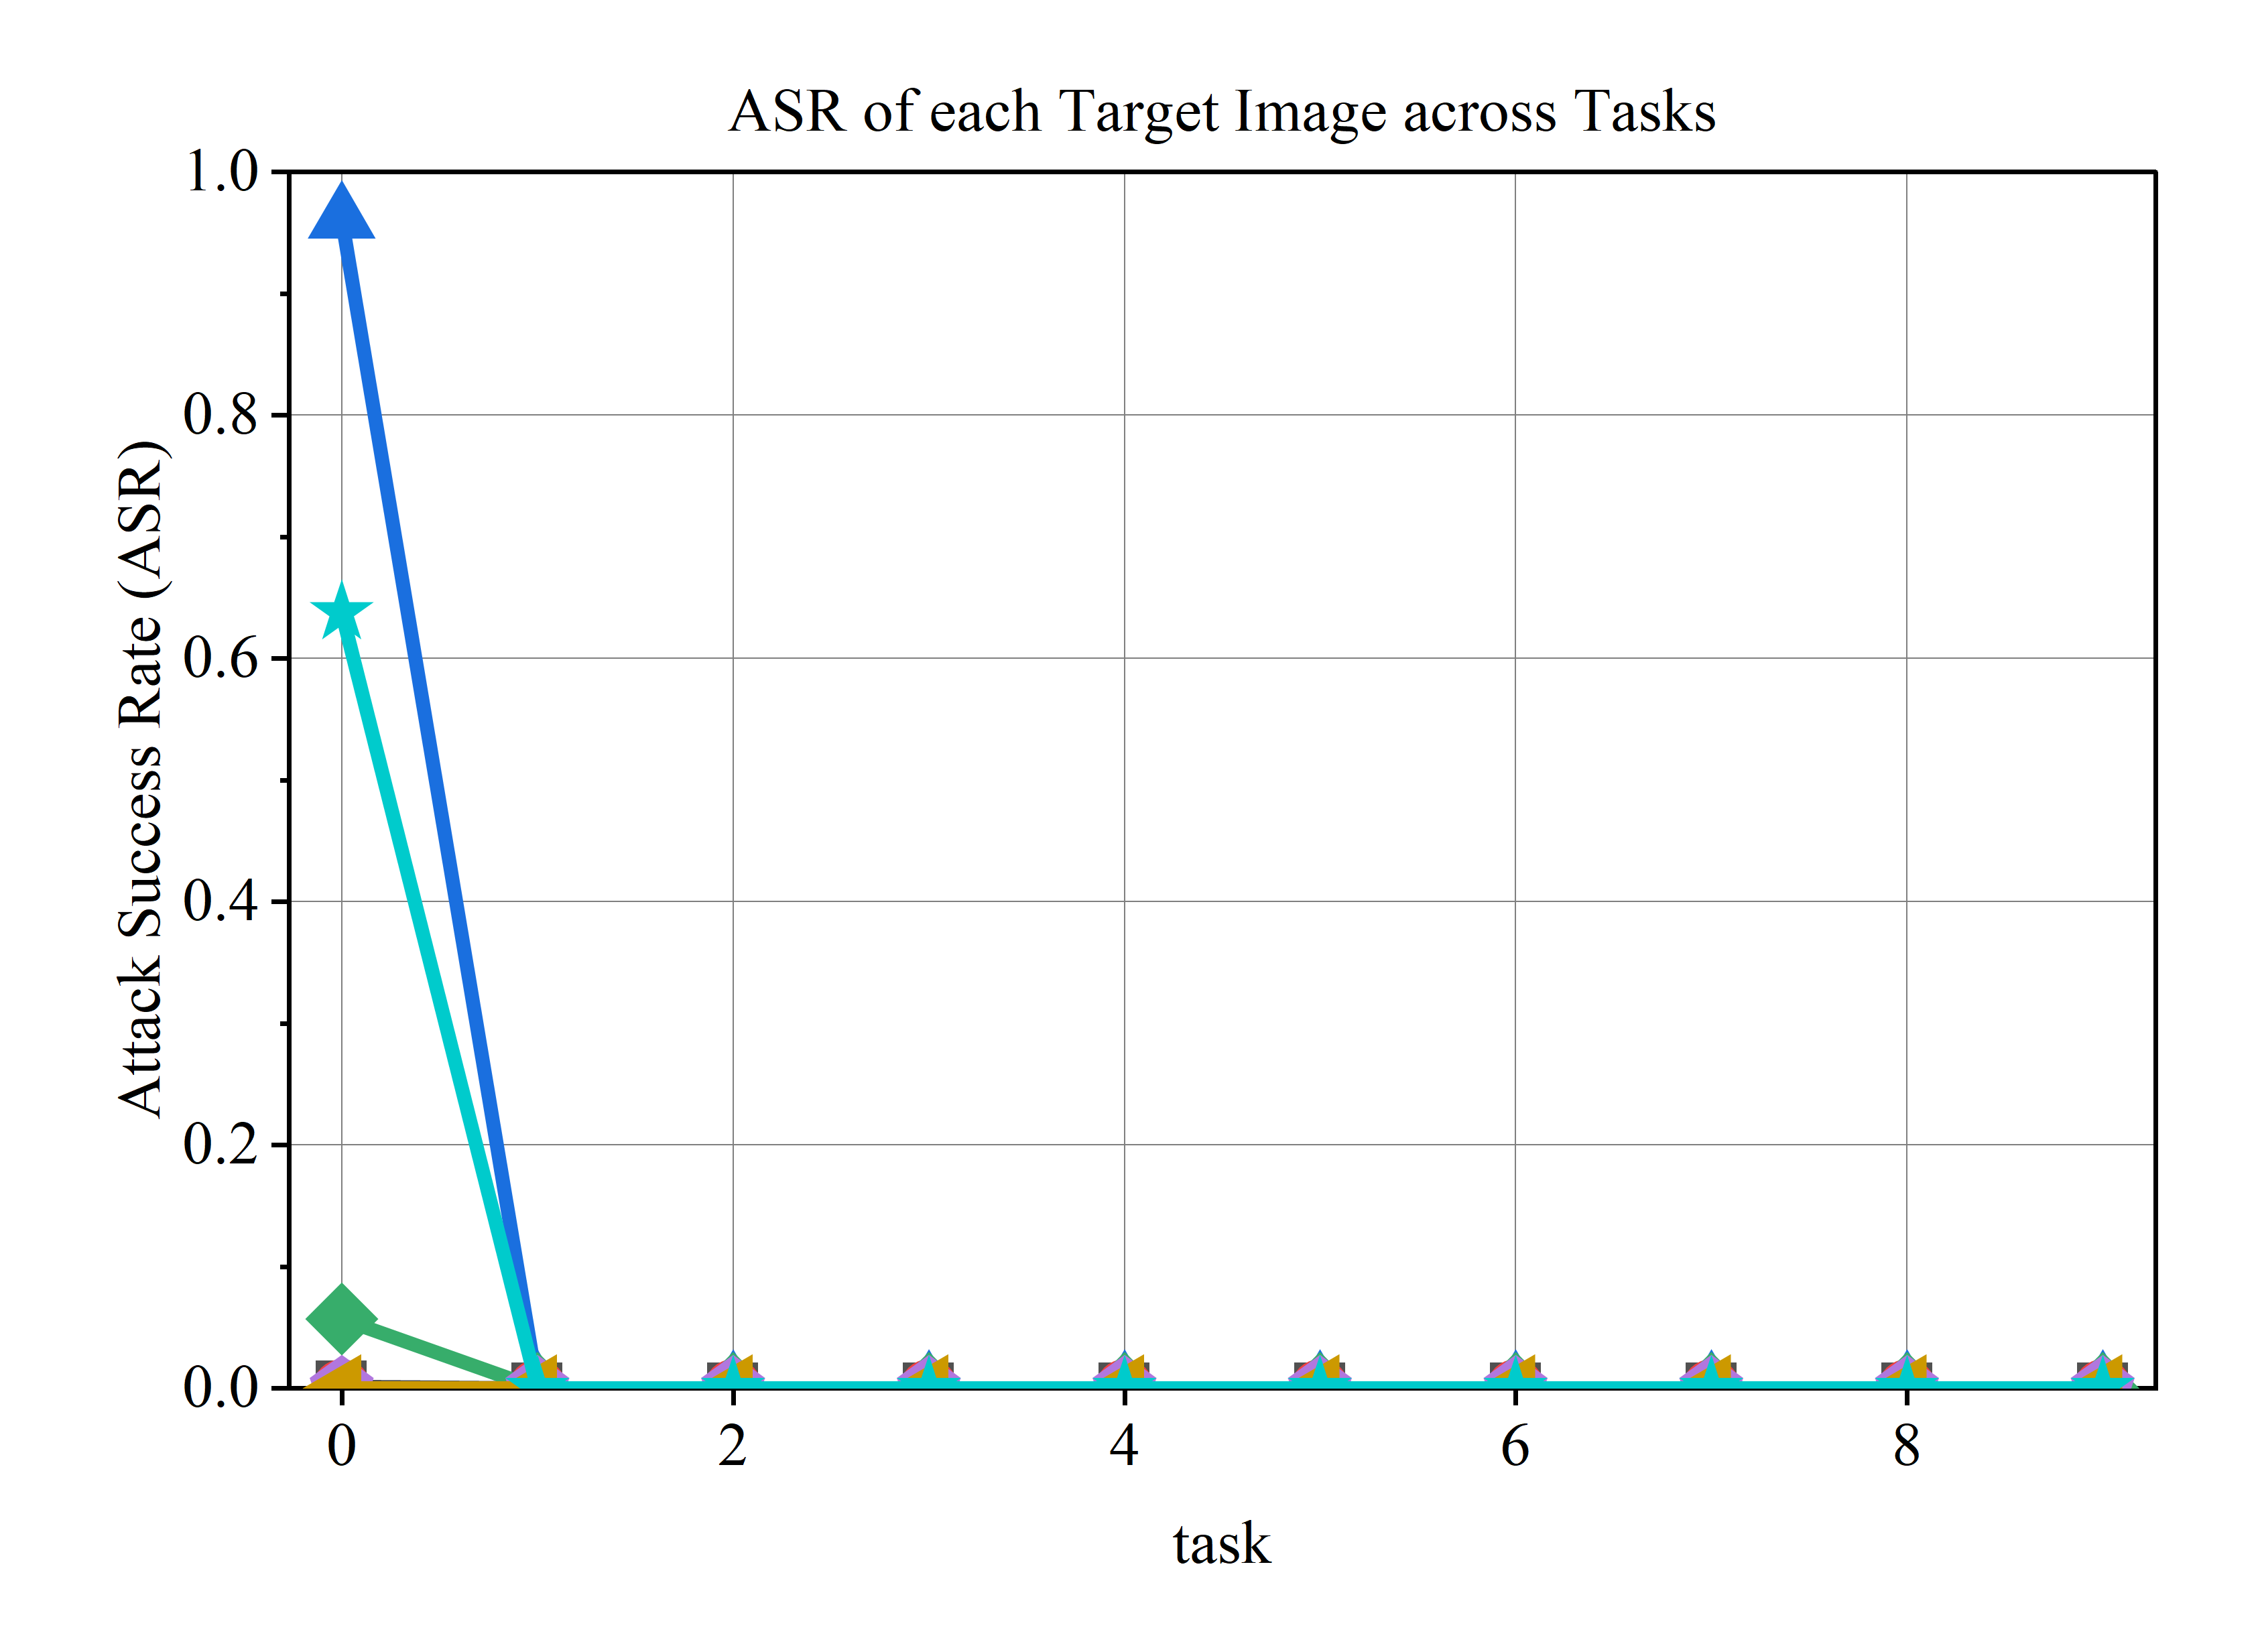 ASR of each Target Image across Tasks
1.0
0.8
0.6
0.4
0.2
0.0
Attack Success Rate (ASR)
0 2 4 6 8
task